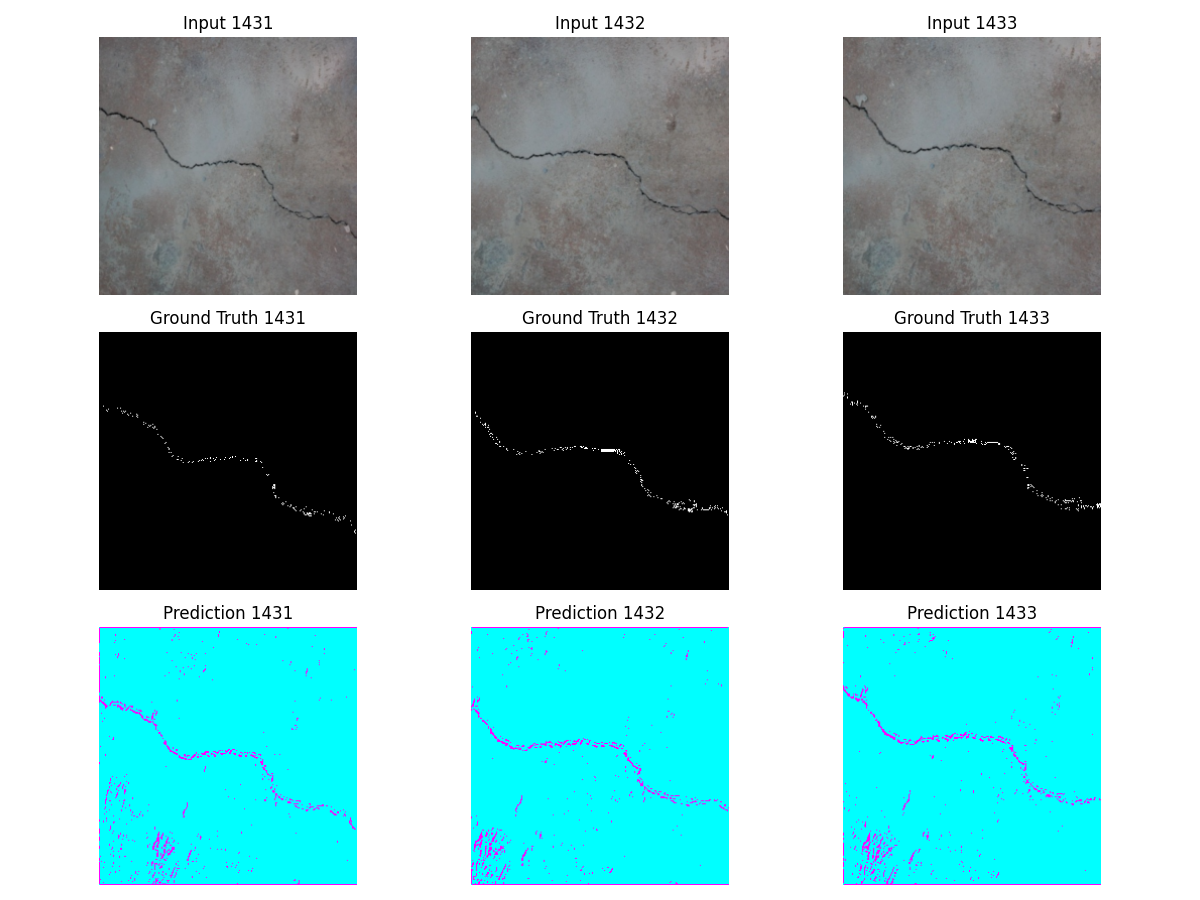 Input 1431
Input 1432
Input 1433
Ground Truth 1431
Ground Truth 1432
Ground Truth 1433
Prediction 1431
Prediction 1432
Prediction 1433